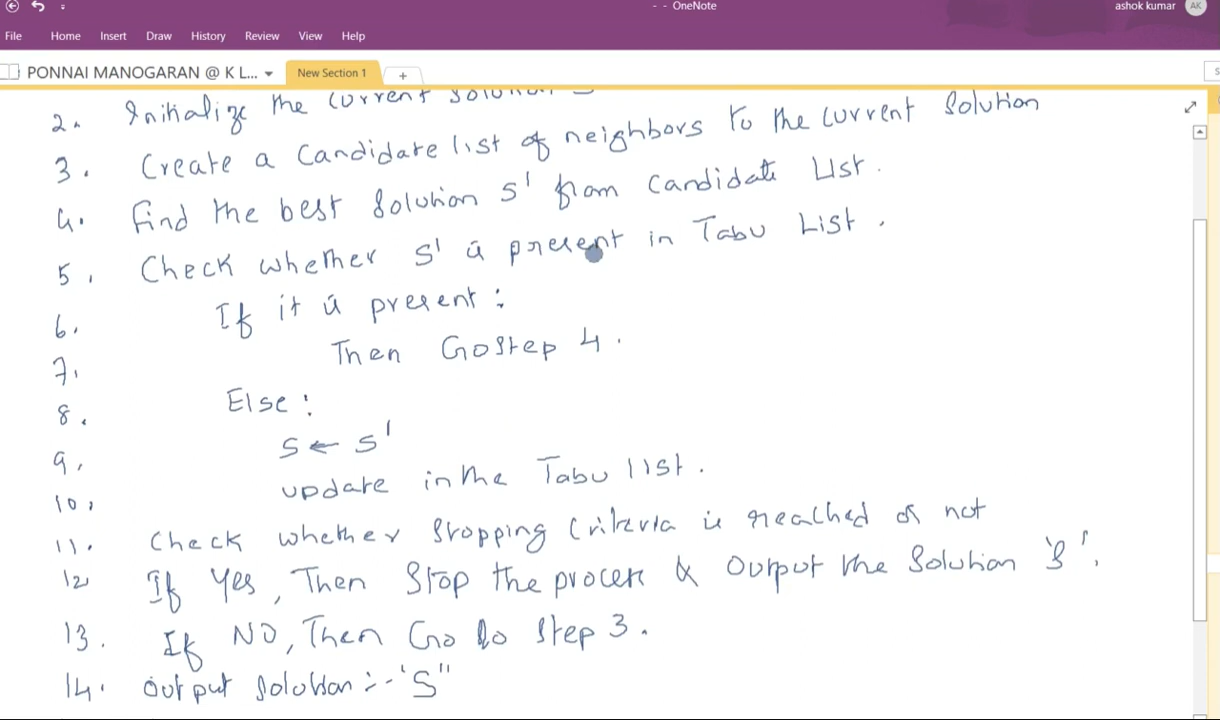 - - OneNote
ashok kumar AK
File Home Insert Draw History Review View Help
PONNAI MANOGARAN @ K L... New Section 1 +
2. Initialize the current solution S
3. Create a candidate list of neighbors to the current solution
4. Find the best solution S' from candidate List.
5. Check whether S' is present in Tabu List.
6. If it is present:
7. Then Go Step 4.
8. Else:
9. S ← S'
10. update in the Tabu list.
11. Check whether stopping criteria is reached or not
12 If Yes, Then Stop the process & Output the Solution 'S'.
13. If NO, Then Go to Step 3.
14. output solution :- 'S"